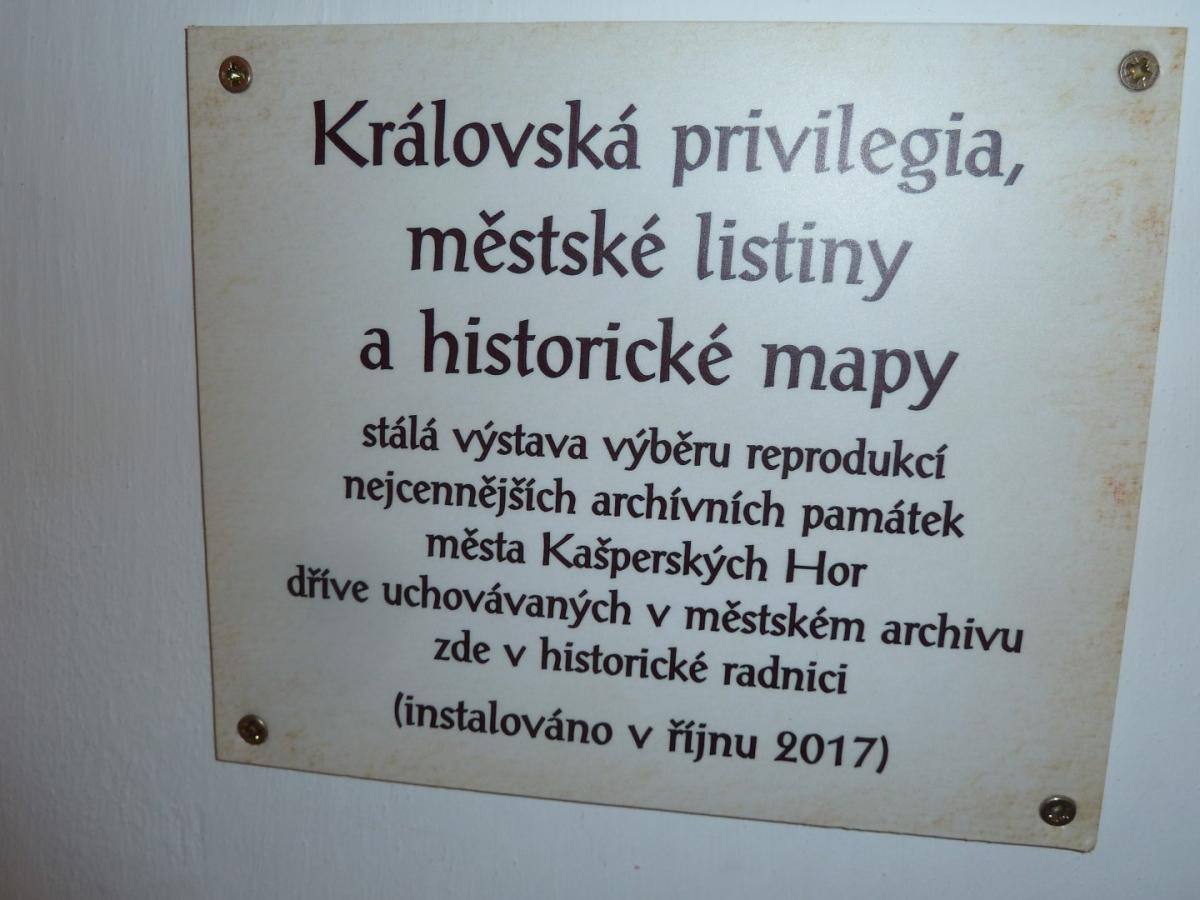 Královská privilegia,
městské listiny
a historické mapy
stálá výstava výběru reprodukcí
nejcennějších archívních památek
města Kašperských Hor
dříve uchovávaných v městském archivu
zde v historické radnici
(instalováno v říjnu 2017)